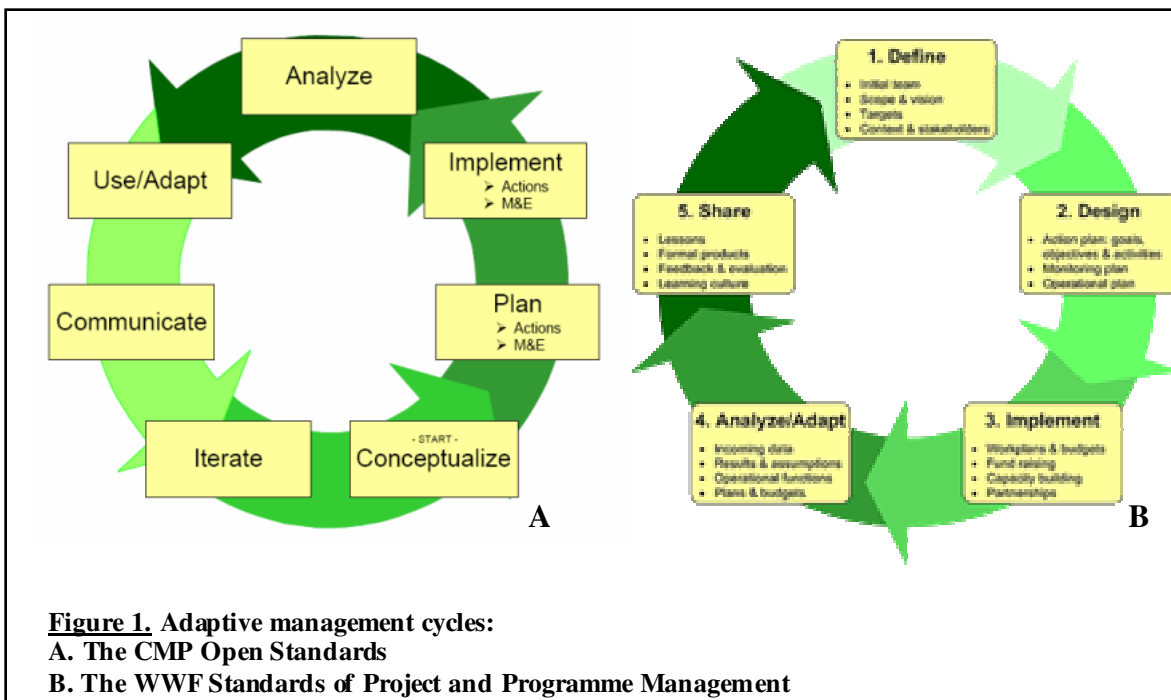 Analyze
Implement
➢ Actions
➢ M&E
Plan
➢ Actions
➢ M&E
- START -
Conceptualize
Iterate
Communicate
Use/Adapt
A
1. Define
• Initial team
• Scope & vision
• Targets
• Context & stakeholders
2. Design
• Action plan: goals,
objectives & activities
• Monitoring plan
• Operational plan
3. Implement
• Workplans & budgets
• Fund raising
• Capacity building
• Partnerships
4. Analyze/Adapt
• Incoming data
• Results & assumptions
• Operational functions
• Plans & budgets
5. Share
• Lessons
• Formal products
• Feedback & evaluation
• Learning culture
B
Figure 1. Adaptive management cycles:
A. The CMP Open Standards
B. The WWF Standards of Project and Programme Management